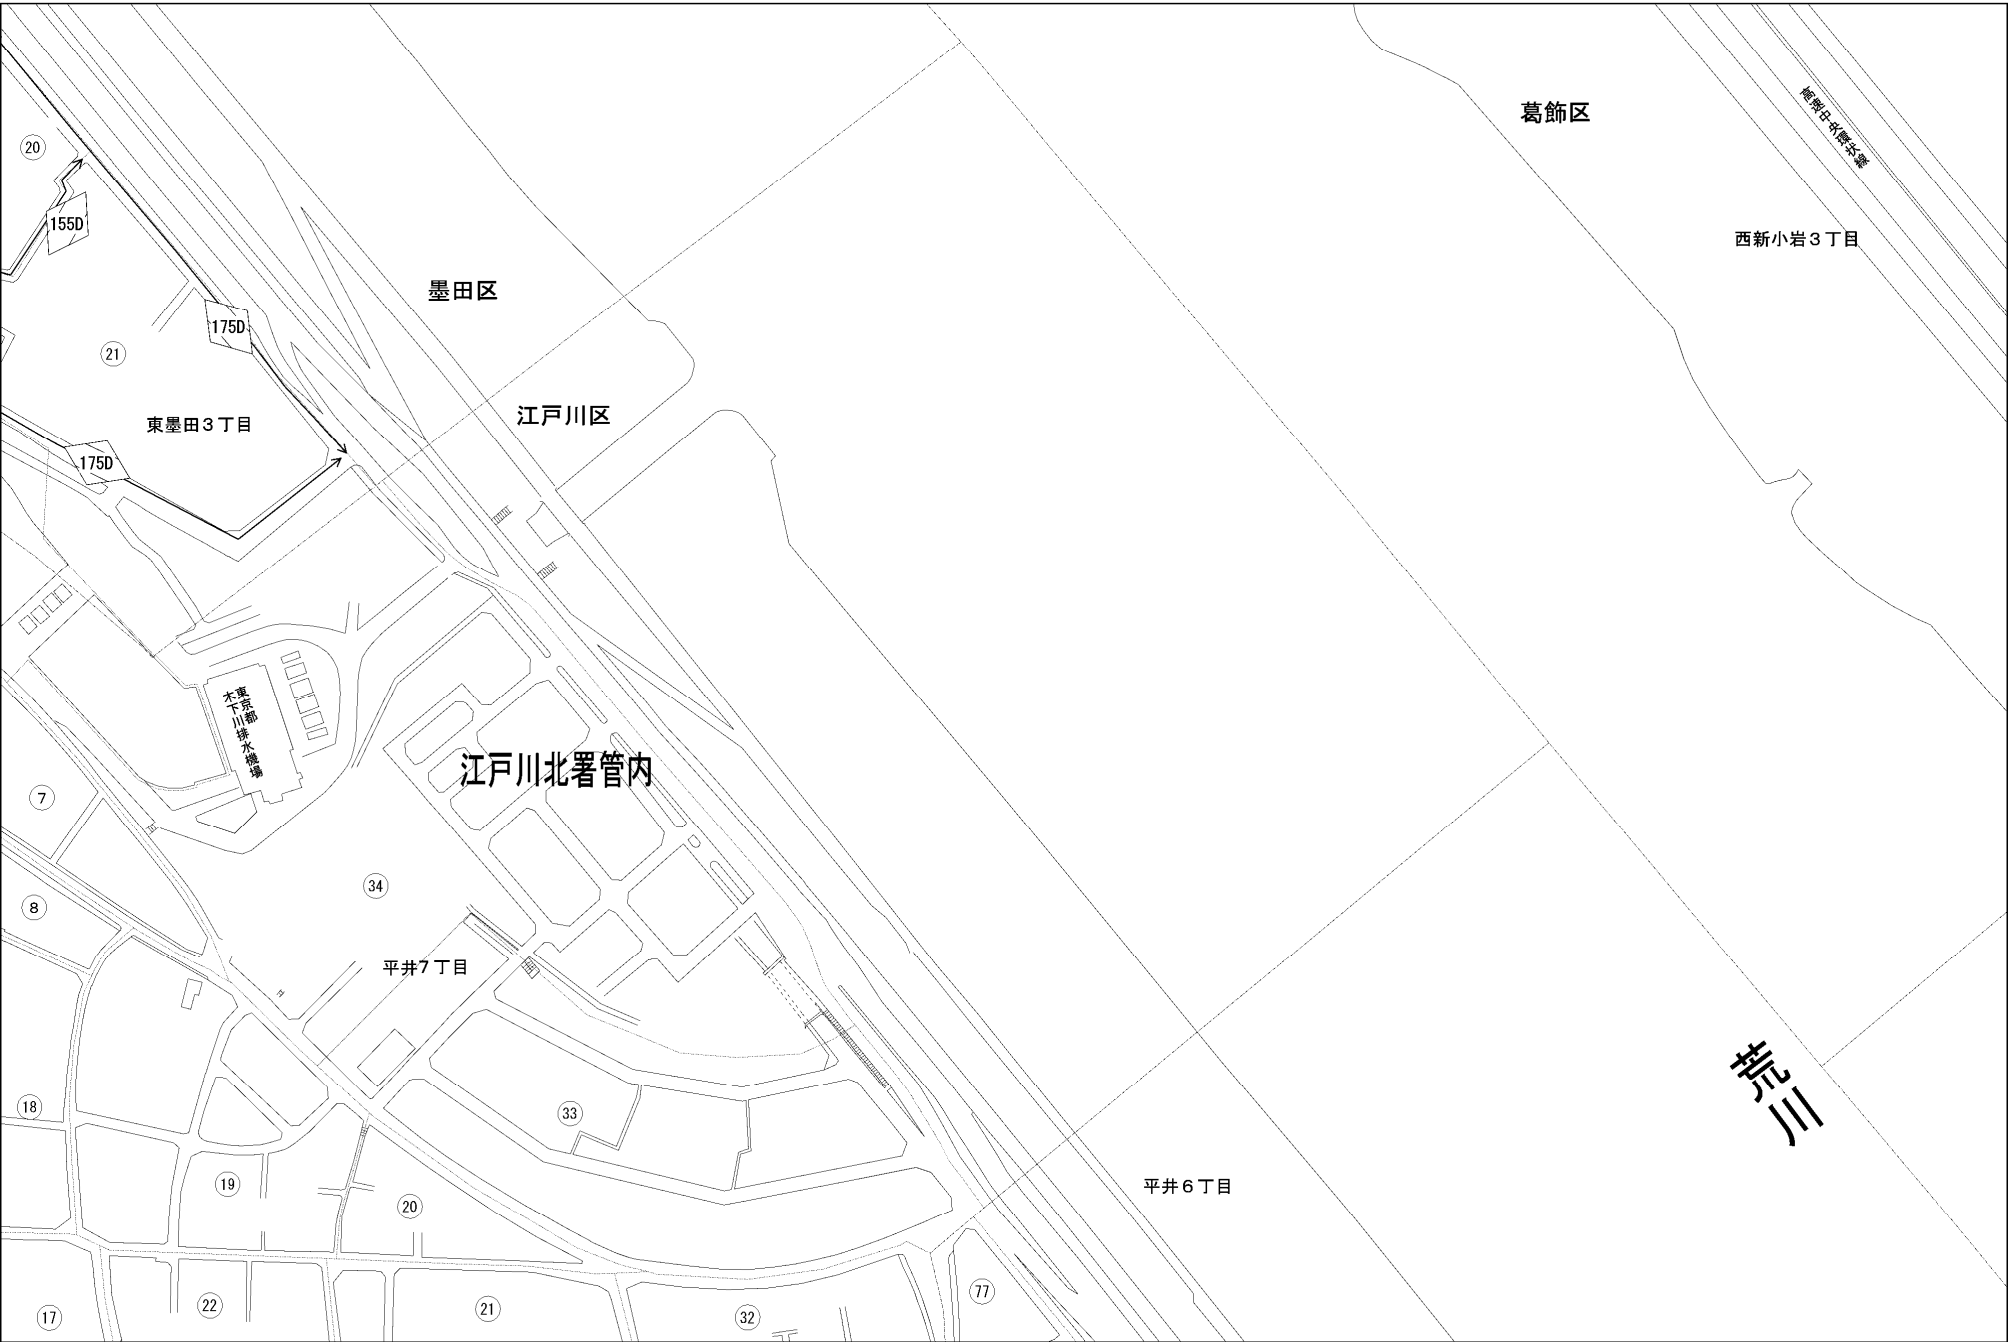 葛飾区
高速中央環状線
20
155D
西新小岩３丁目
墨田区
175D
21
江戸川区
東墨田３丁目
175D
東京都
木下川排水機場
江戸川北署管内
7
34
8
平井７丁目
荒川
18
33
19
平井６丁目
20
77
22
21
17
32